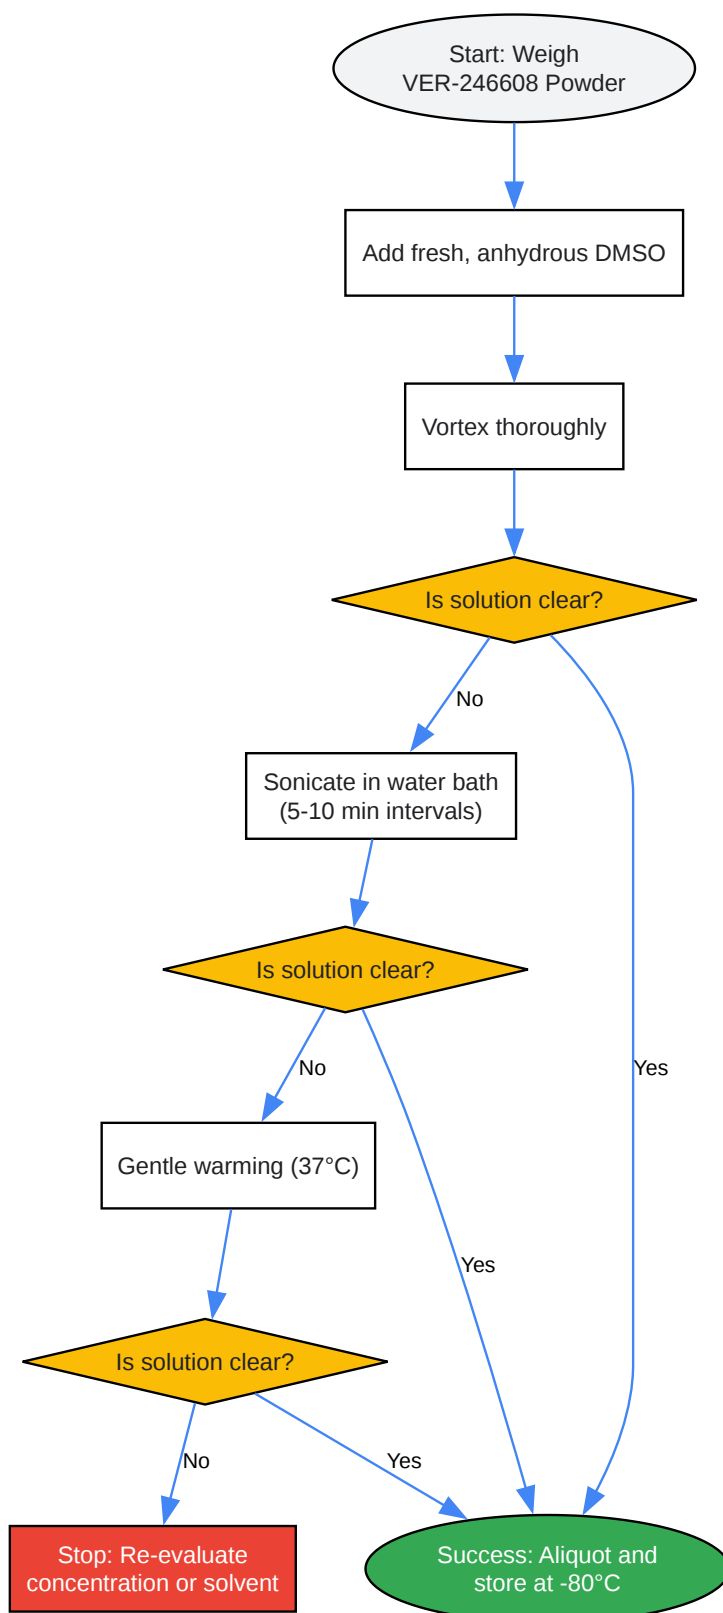 Start: Weigh
VER-246608 Powder
Add fresh, anhydrous DMSO
Vortex thoroughly
Is solution clear?
No
Sonicate in water bath
(5-10 min intervals)
Is solution clear?
No
Yes
Gentle warming (37°C)
Yes
Is solution clear?
No
Yes
Stop: Re-evaluate
concentration or solvent
Success: Aliquot and
store at -80°C